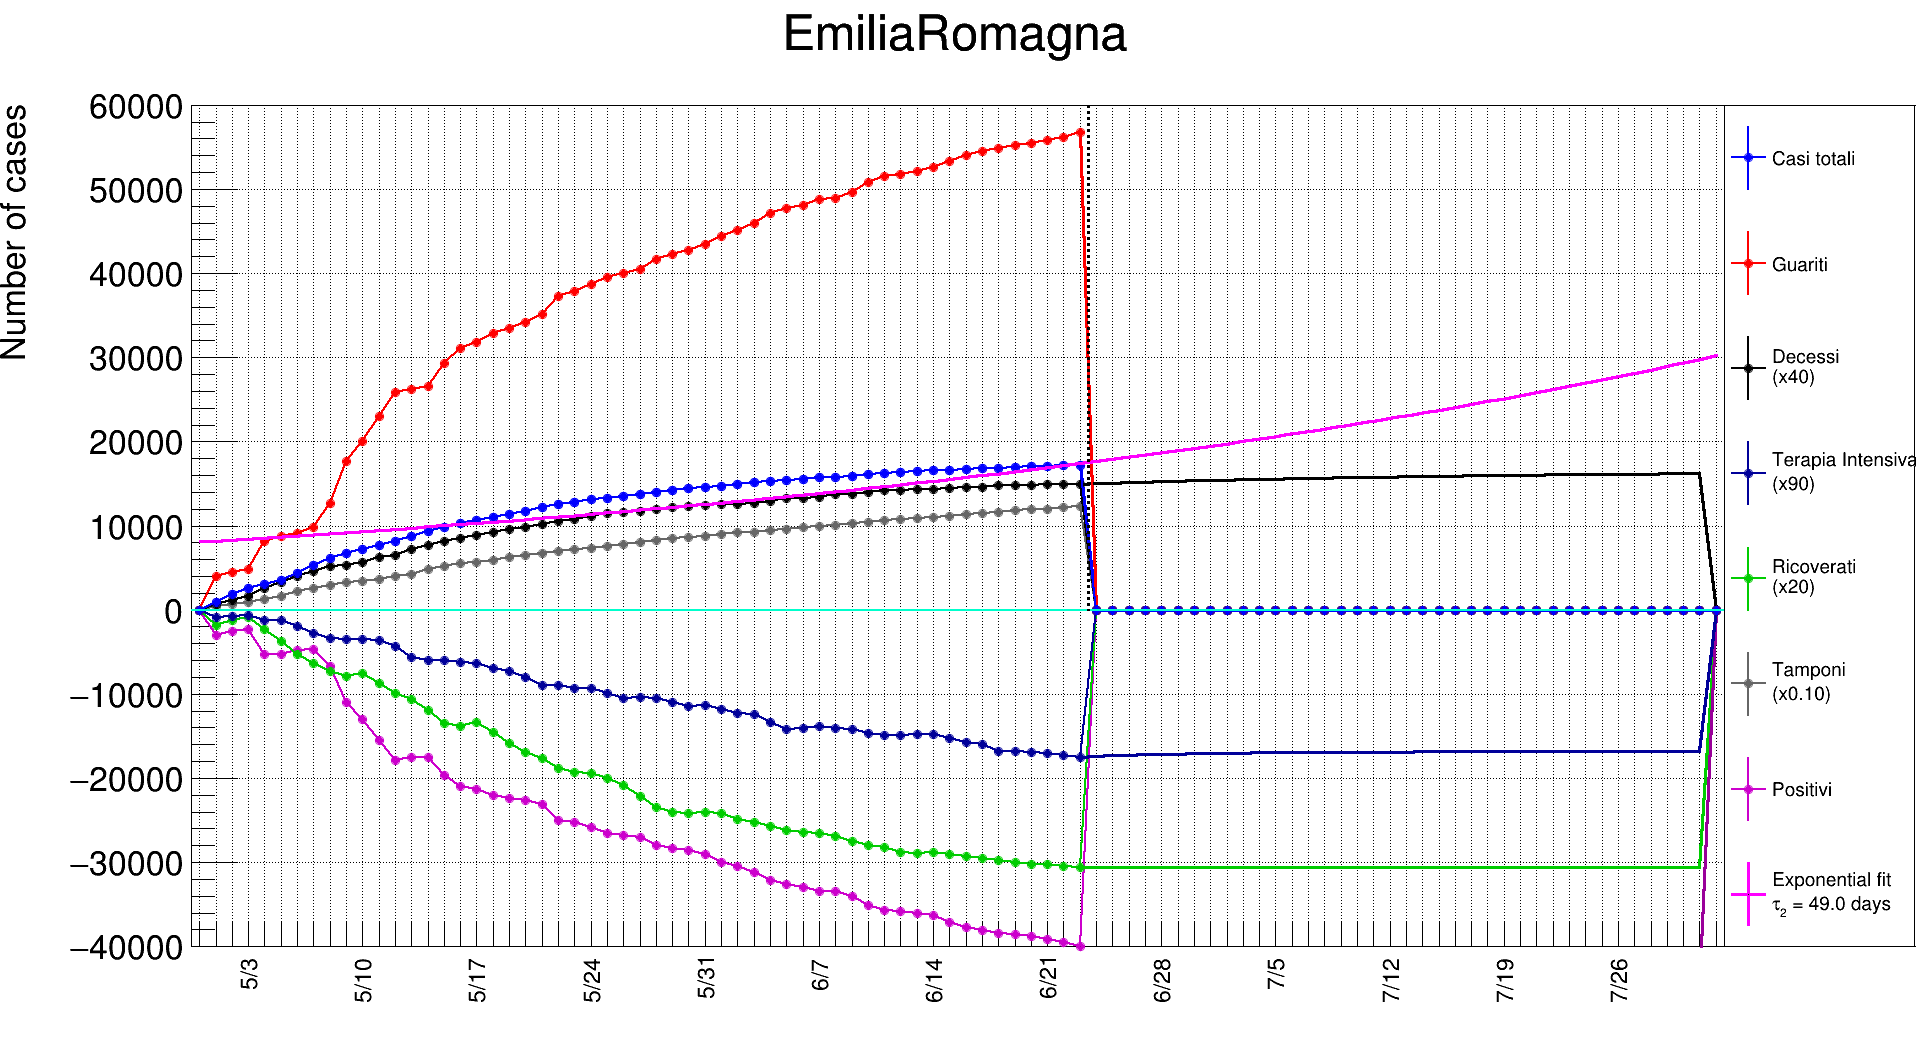 EmiliaRomagna
Number of cases
60000
50000
40000
30000
20000
10000
0
−10000
−20000
−30000
−40000
5/3
5/10
5/17
5/24
5/31
6/7
6/14
6/21
6/28
7/5
7/12
7/19
7/26
Casi totali
Guariti
Decessi
(x40)
Terapia Intensiva
(x90)
Ricoverati
(x20)
Tamponi
(x0.10)
Positivi
Exponential fit
τ2 = 49.0 days